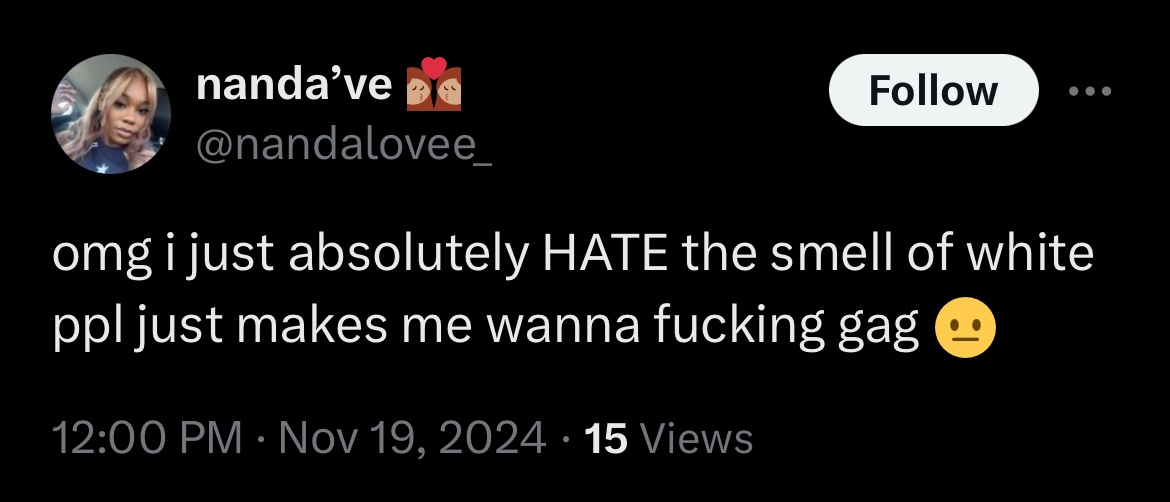 nanda’ve 💏🏽
Follow
@nandalovee_
omg i just absolutely HATE the smell of white
ppl just makes me wanna fucking gag 😐
12:00 PM · Nov 19, 2024 · 15 Views